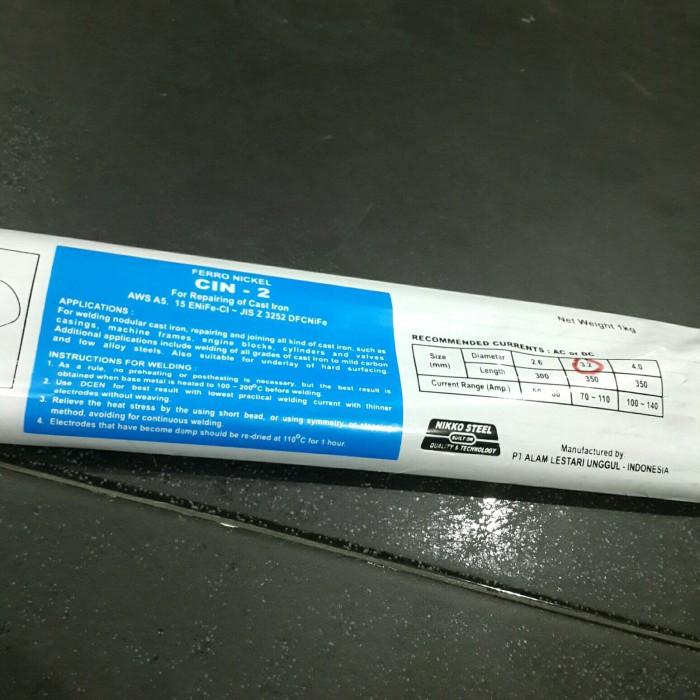 FERRO NICKEL
CIN - 2
For Repairing of Cast Iron
AWS A5. 15 ENiFe-CI ~ JIS Z 3252 DFCNiFe
APPLICATIONS :
For welding nodular cast iron, repairing and joining all kind of cast iron, such as
casings, machine frames, engine blocks, cylinders and valves.
Additional applications include welding of all grades of cast iron to mild carbon
and low alloy steels. Also suitable for underlay of hard surfacing.
INSTRUCTIONS FOR WELDING :
1. As a rule, no preheating or postheating is necessary, but the best result is
obtained when base metal is heated to 100 - 200°C before welding.
2. Use DCEN for best result with lowest practical welding current with thinner
electrodes without weaving.
3. Relieve the heat stress by using short bead, or using symmetry or stepping
method, avoiding for continuous welding.
4. Electrodes that have become damp should be re-dried at 110°C for 1 hour.
Net Weight 1kg
RECOMMENDED CURRENTS : AC or DC
Size (mm) Diameter 2.6 3.2 4.0
Length 300 350 350
Current Range (Amp.) 70 ~ 110 100 ~ 140
NIKKO STEEL
BUILT ON
QUALITY & TECHNOLOGY
Manufactured by
PT ALAM LESTARI UNGGUL - INDONESIA